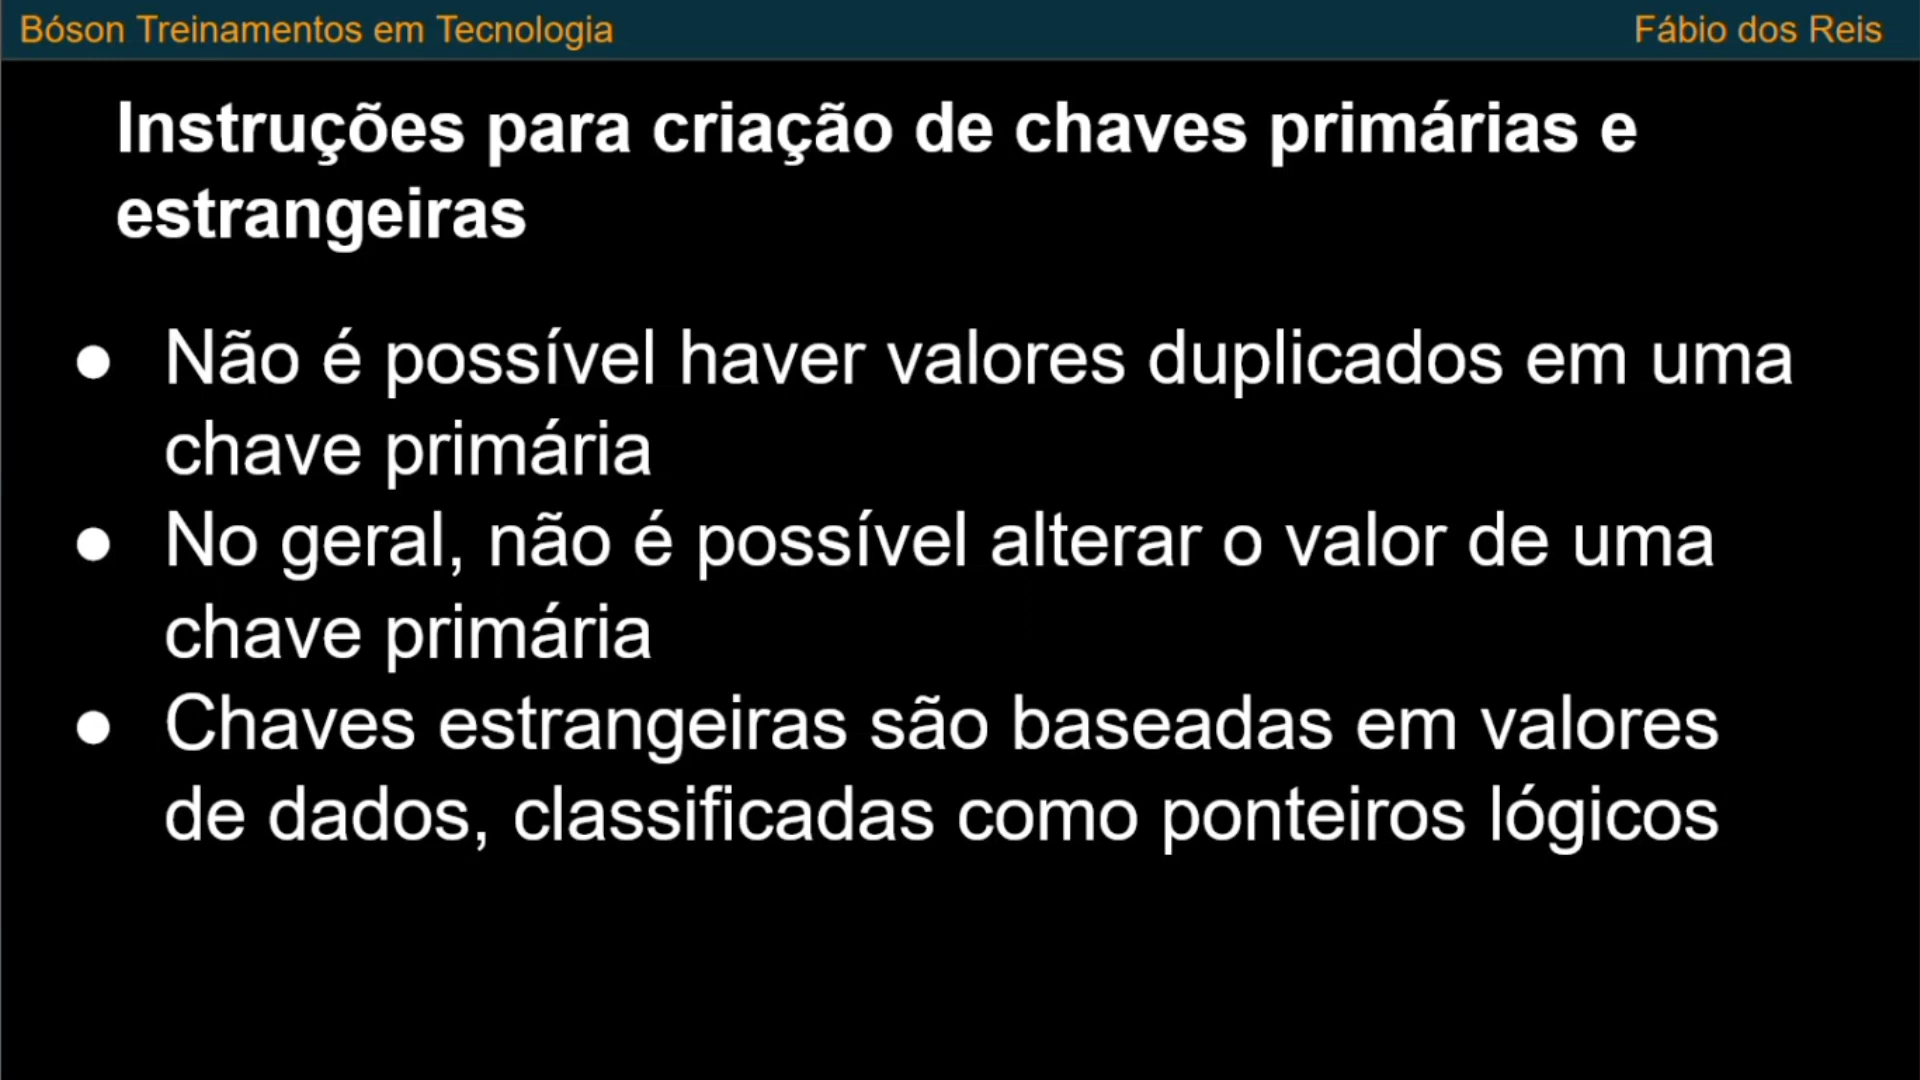 Bóson Treinamentos em Tecnologia
Fábio dos Reis
Instruções para criação de chaves primárias e
estrangeiras
● Não é possível haver valores duplicados em uma
chave primária
● No geral, não é possível alterar o valor de uma
chave primária
● Chaves estrangeiras são baseadas em valores
de dados, classificadas como ponteiros lógicos